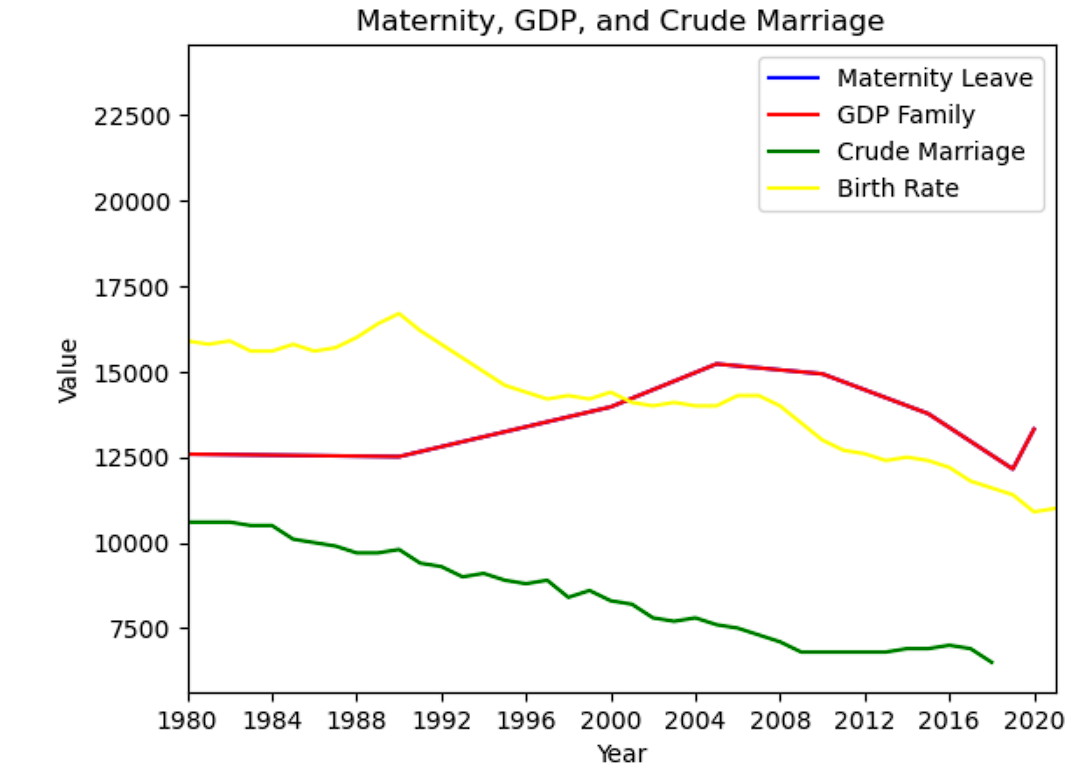 Maternity, GDP, and Crude Marriage
Maternity Leave
GDP Family
Crude Marriage
Birth Rate
22500
20000
17500
15000
12500
10000
7500
Value
1980 1984 1988 1992 1996 2000 2004 2008 2012 2016 2020
Year